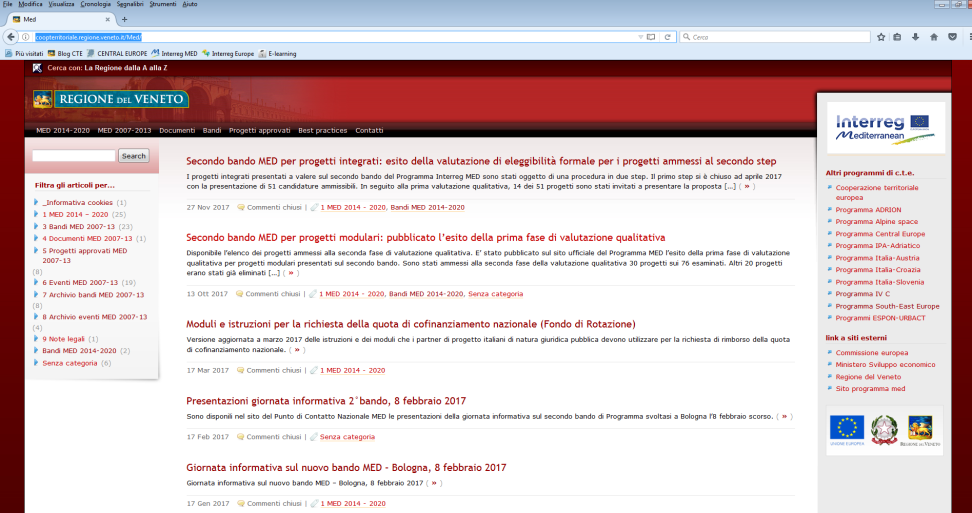 File Modifica Visualizza Cronologia Segnalibri Strumenti Aiuto
Med
coopterritoriale.regione.veneto.it/Med/
Cerca
Più visitati Blog CTE CENTRAL EUROPE Interreg MED Interreg Europe E-learning
Cerca con: La Regione dalla A alla Z
REGIONE DEL VENETO
MED 2014-2020 MED 2007-2013 Documenti Bandi Progetti approvati Best practices Contatti
Search
Filtra gli articoli per...
_Informativa cookies (1)
1 MED 2014 – 2020 (25)
3 Bandi MED 2007-13 (23)
4 Documenti MED 2007-13 (1)
5 Progetti approvati MED
2007-13
(8)
6 Eventi MED 2007-13 (19)
7 Archivio bandi MED 2007-13
(8)
8 Archivio eventi MED 2007-13
(4)
9 Note legali (1)
Bandi MED 2014-2020 (2)
Senza categoria (6)
Secondo bando MED per progetti integrati: esito della valutazione di eleggibilità formale per i progetti ammessi al secondo step
I progetti integrati presentati a valere sul secondo bando del Programma Interreg MED sono stati oggetto di una procedura in due step. Il primo step si è chiuso ad aprile 2017
con la presentazione di 51 candidature ammissibili. In seguito alla prima valutazione qualitativa, 14 dei 51 progetti sono stati invitati a presentare la proposta [...] ( » )
27 Nov 2017 Commenti chiusi | 1 MED 2014 - 2020, Bandi MED 2014-2020
Secondo bando MED per progetti modulari: pubblicato l'esito della prima fase di valutazione qualitativa
Disponibile l'elenco dei progetti ammessi alla seconda fase di valutazione qualitativa. E' stato pubblicato sul sito ufficiale del Programma MED l'esito della prima fase di valutazione
qualitativa per progetti modulari presentati sul secondo bando. Sono stati ammessi alla seconda fase della valutazione qualitativa 30 progetti sui 76 esaminati. Altri 20 progetti
erano stati già eliminati [...] ( » )
13 Ott 2017 Commenti chiusi | 1 MED 2014 - 2020, Bandi MED 2014-2020, Senza categoria
Moduli e istruzioni per la richiesta della quota di cofinanziamento nazionale (Fondo di Rotazione)
Versione aggiornata a marzo 2017 delle istruzioni e dei moduli che i partner di progetto italiani di natura giuridica pubblica devono utilizzare per la richiesta di rimborso della quota
di cofinanziamento nazionale. ( » )
17 Mar 2017 Commenti chiusi | 1 MED 2014 - 2020
Presentazioni giornata informativa 2°bando, 8 febbraio 2017
Sono disponili nel sito del Punto di Contatto Nazionale MED le presentazioni della giornata informativa sul secondo bando di Programma svoltasi a Bologna l'8 febbraio scorso. ( » )
17 Feb 2017 Commenti chiusi | Senza categoria
Giornata informativa sul nuovo bando MED – Bologna, 8 febbraio 2017
Giornata informativa sul nuovo bando MED – Bologna, 8 febbraio 2017 ( » )
17 Gen 2017 Commenti chiusi | 1 MED 2014 - 2020
Interreg
Mediterranean
Altri programmi di c.t.e.
Cooperazione territoriale
europea
Programma ADRION
Programma Alpine space
Programma Central Europe
Programma IPA-Adriatico
Programma Italia-Austria
Programma Italia-Croazia
Programma Italia-Slovenia
Programma IV C
Programma South-East Europe
Programmi ESPON-URBACT
link a siti esterni
Commissione europea
Ministero Sviluppo economico
Regione del Veneto
Sito programma med
UNIONE EUROPEA
REGIONE DEL VENETO